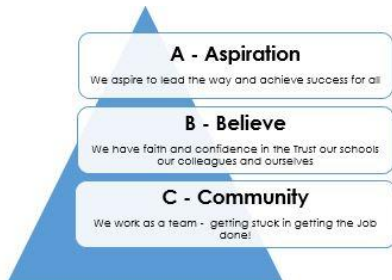 A - Aspiration
We aspire to lead the way and achieve success for all
B - Believe
We have faith and confidence in the Trust our schools
our colleagues and ourselves
C - Community
We work as a team - getting stuck in getting the Job
done!